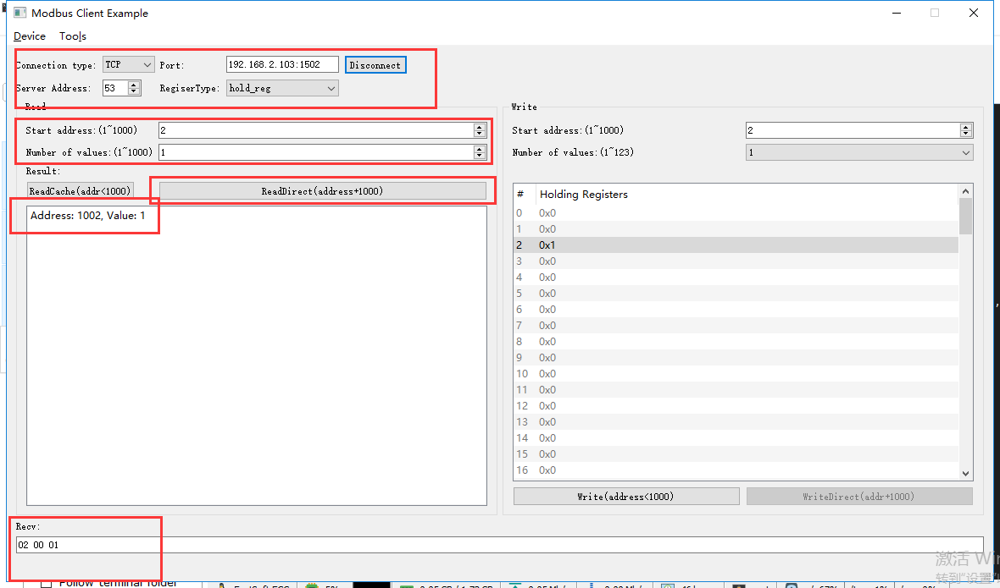 Modbus Client Example
Device Tools
Connection type: TCP Port: 192.168.2.103:1502 Disconnect
Server Address: 53 RegiserType: hold_reg
Read
Write
Start address:(1~1000) 2
Start address:(1~1000) 2
Number of values:(1~1000) 1
Number of values:(1~123) 1
Result:
ReadCache(addr<1000) ReadDirect(address+1000)
Address: 1002, Value: 1
# Holding Registers
0 0x0
1 0x0
2 0x1
3 0x0
4 0x0
5 0x0
6 0x0
7 0x0
8 0x0
9 0x0
10 0x0
11 0x0
12 0x0
13 0x0
14 0x0
15 0x0
16 0x0
Write(address<1000) WriteDirect(addr+1000)
Recv:
02 00 01
激活 Win
转到"设置"
Follow terminal folder